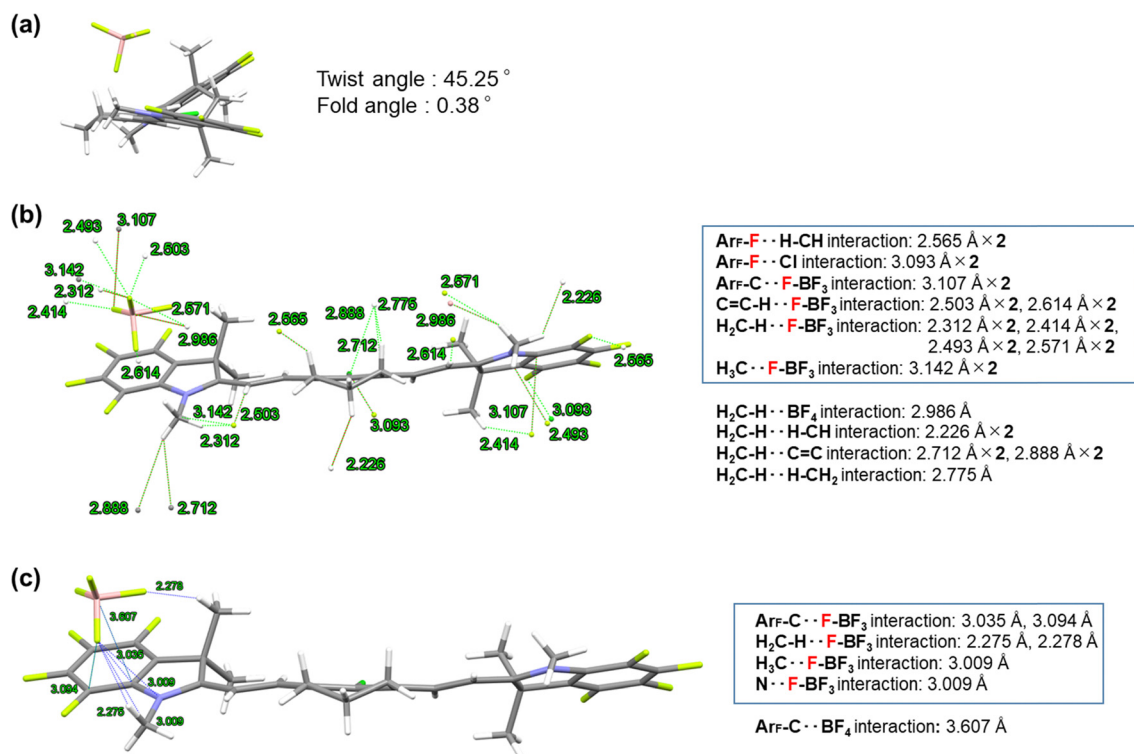 (a)
Twist angle : 45.25°
Fold angle : 0.38°
(b)
2.493
3.107
2.503
3.142
2.312
2.414
2.571
2.986
2.614
3.142
2.503
2.312
2.888
2.712
2.565
2.888
2.775
2.712
3.093
2.226
2.571
2.986
2.614
2.226
2.565
3.107
3.093
2.493
2.414
ArF-F··H-CH interaction: 2.565 Å×2
ArF-F··Cl interaction: 3.093 Å×2
ArF-C··F-BF3 interaction: 3.107 Å×2
C=C-H··F-BF3 interaction: 2.503 Å×2, 2.614 Å×2
H2C-H··F-BF3 interaction: 2.312 Å×2, 2.414 Å×2,
2.493 Å×2, 2.571 Å×2
H3C··F-BF3 interaction: 3.142 Å×2
H2C-H··BF4 interaction: 2.986 Å
H2C-H··H-CH interaction: 2.226 Å×2
H2C-H··C=C interaction: 2.712 Å×2, 2.888 Å×2
H2C-H··H-CH2 interaction: 2.775 Å
(c)
2.278
3.607
3.035
3.094
3.009
2.275
3.009
ArF-C··F-BF3 interaction: 3.035 Å, 3.094 Å
H2C-H··F-BF3 interaction: 2.275 Å, 2.278 Å
H3C··F-BF3 interaction: 3.009 Å
N··F-BF3 interaction: 3.009 Å
ArF-C··BF4 interaction: 3.607 Å